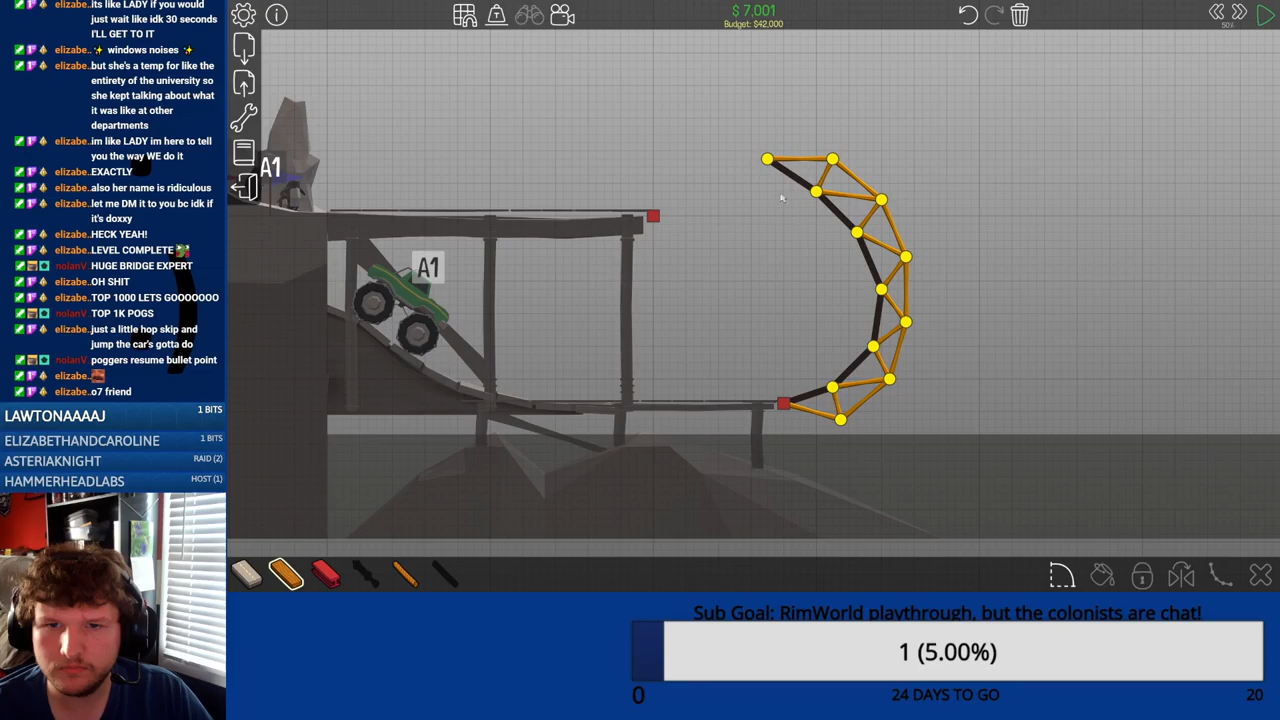 its like LADY if you would
just wait like idk 30 seconds
I'LL GET TO IT
elizabe..: ✨ windows noises ✨
elizabe..: but she's a temp for like the
entirety of the university so
she kept talking about what
it was like at other
departments
elizabe..: im like LADY im here to tell
you the way WE do it
elizabe..: EXACTLY
elizabe..: also her name is ridiculous
elizabe..: let me DM it to you bc idk if
it's doxxy
elizabe..: HECK YEAH!
elizabe..: LEVEL COMPLETE
nolanV: HUGE BRIDGE EXPERT
elizabe..: OH SHIT
elizabe..: TOP 1000 LETS GOOOOOOO
nolanV: TOP 1K POGS
elizabe..: just a little hop skip and
jump the car's gotta do
nolanV: poggers resume bullet point
elizabe..:
elizabe..: o7 friend
LAWTONAAAAJ 1 BITS
ELIZABETHANDCAROLINE 1 BITS
ASTERIAKNIGHT RAID (2)
HAMMERHEADLABS HOST (1)
$ 7,001
Budget: $42,000
50%
A1
A1
Sub Goal: RimWorld playthrough, but the colonists are chat!
1 (5.00%)
0 24 DAYS TO GO 20